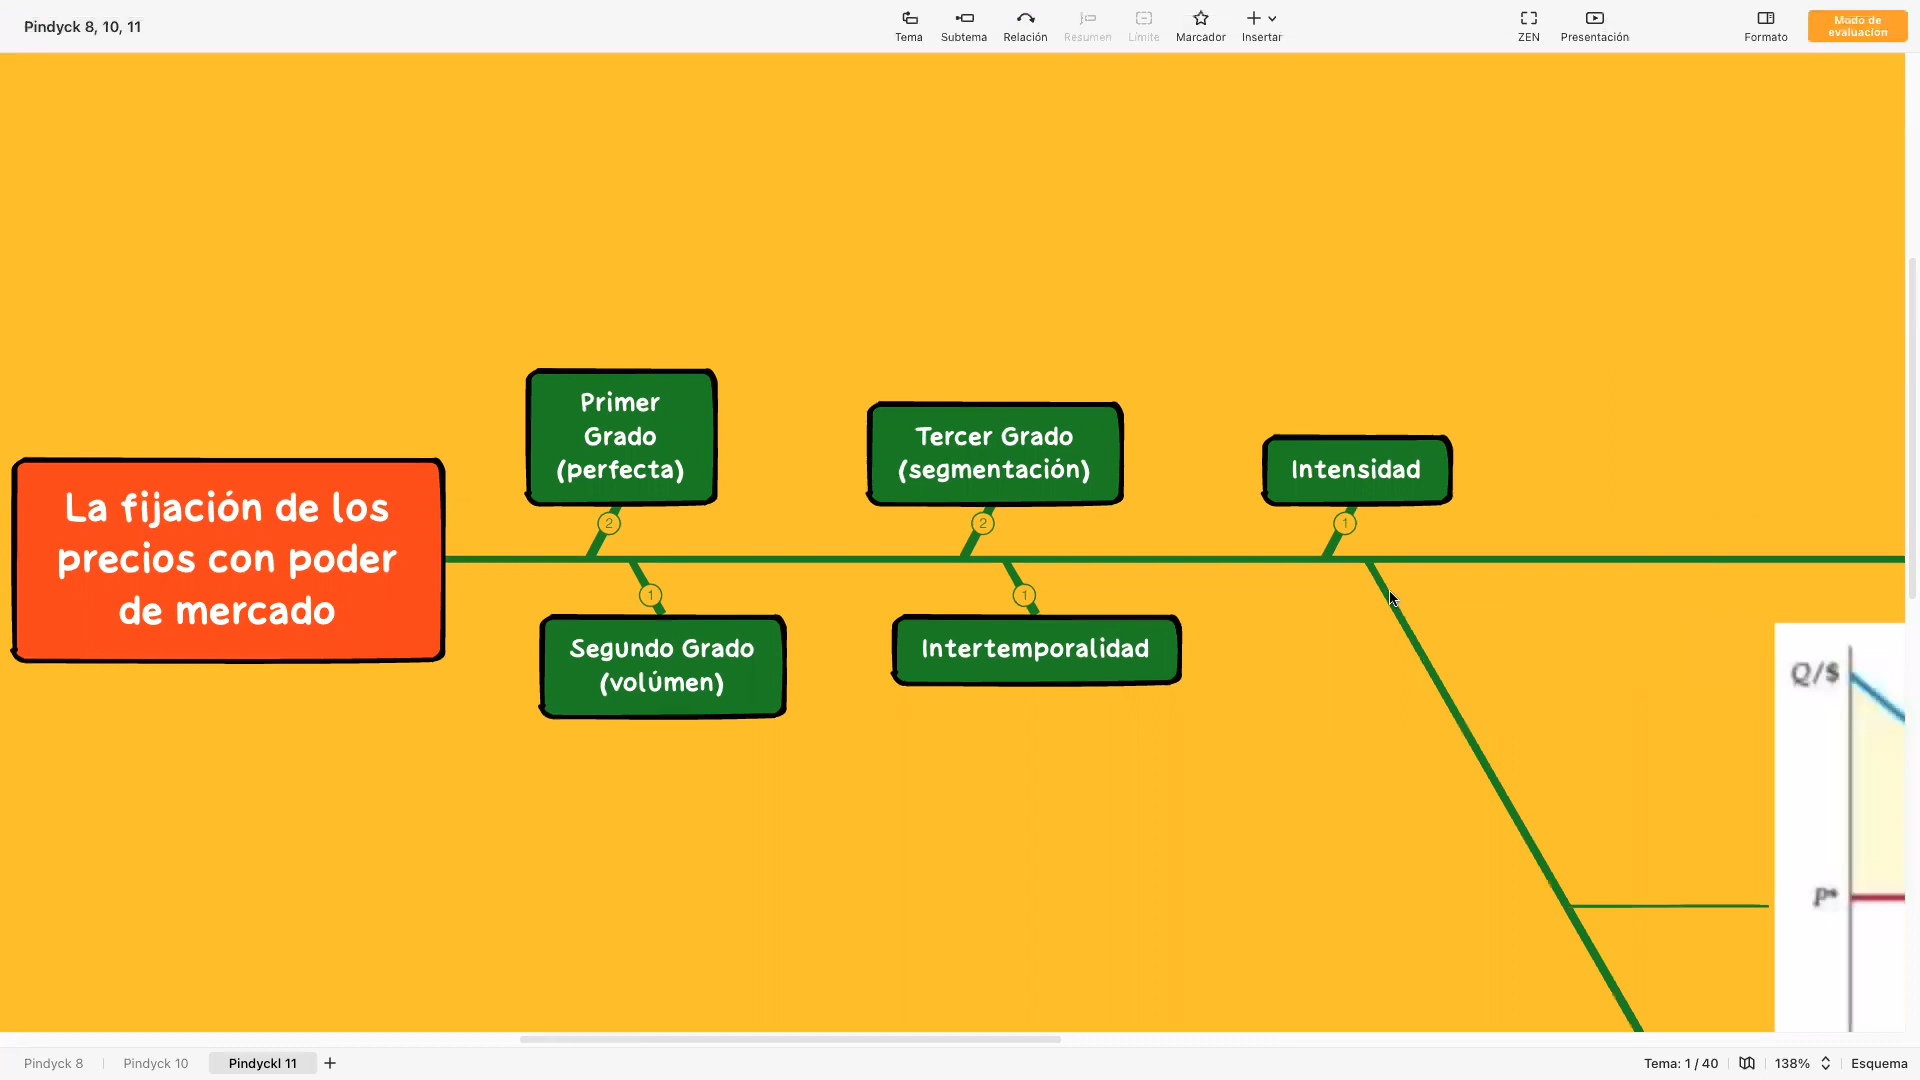 Pindyck 8, 10, 11
Tema
Subtema
Relación
Resumen
Límite
Marcador
Insertar
ZEN
Presentación
Formato
Modo de
evaluación
Primer
Grado
(perfecta)
Tercer Grado
(segmentación)
Intensidad
La fijación de los
precios con poder
de mercado
2
2
1
1
1
Segundo Grado
(volúmen)
Intertemporalidad
Q/$
P*
Pindyck 8
Pindyck 10
Pindyckl 11
Tema: 1 / 40
138%
Esquema